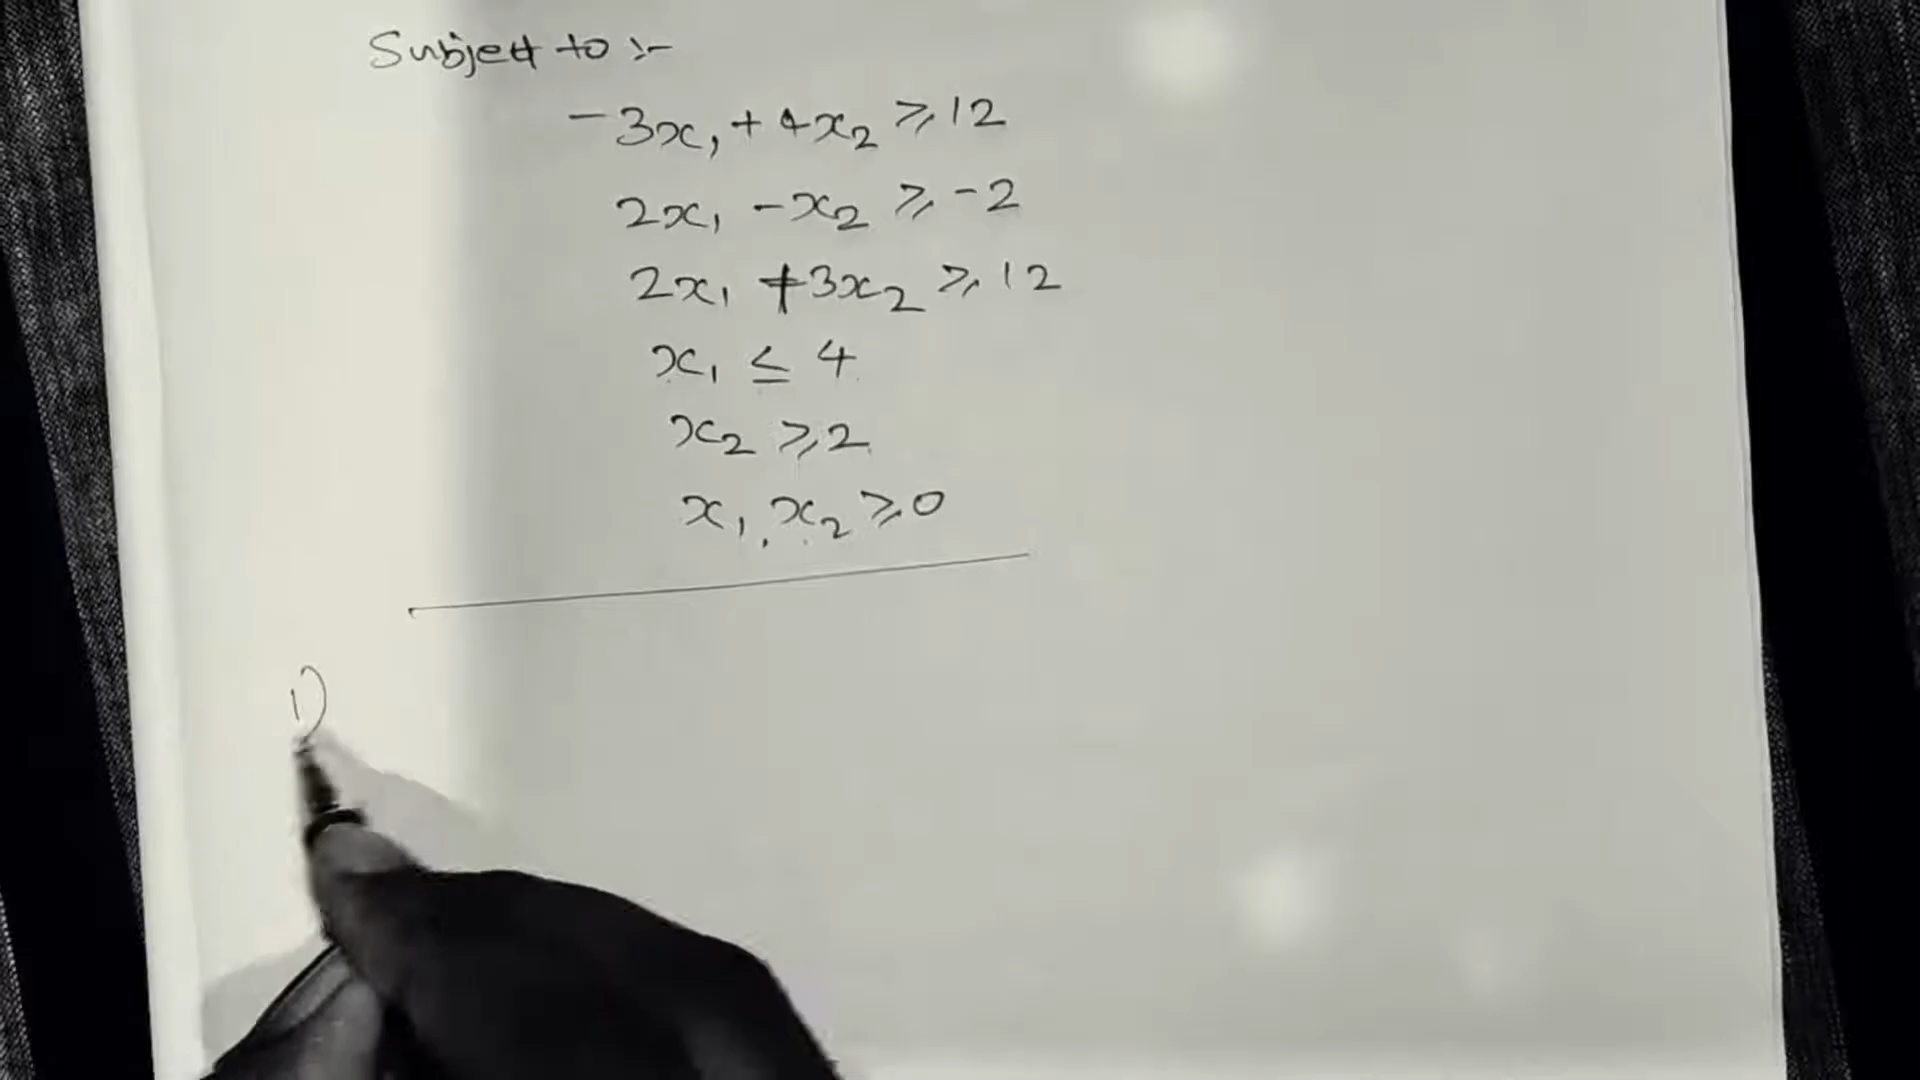 Subject to :-
-3x₁ + 4x₂ ≥ 12
2x₁ - x₂ ≥ -2
2x₁ + 3x₂ ≥ 12
x₁ ≤ 4
x₂ ≥ 2
x₁, x₂ ≥ 0
1)